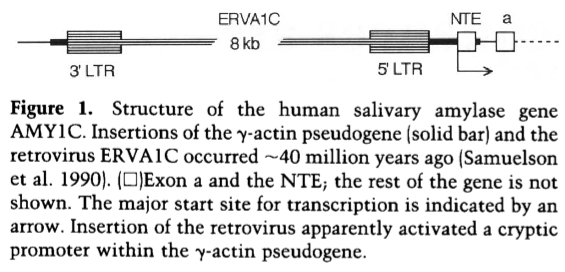 ERVA1C NTE a
8 kb
3' LTR 5' LTR
Figure 1. Structure of the human salivary amylase gene
AMY1C. Insertions of the γ-actin pseudogene (solid bar) and the
retrovirus ERVA1C occurred ~40 million years ago (Samuelson
et al. 1990). (□)Exon a and the NTE; the rest of the gene is not
shown. The major start site for transcription is indicated by an
arrow. Insertion of the retrovirus apparently activated a cryptic
promoter within the γ-actin pseudogene.